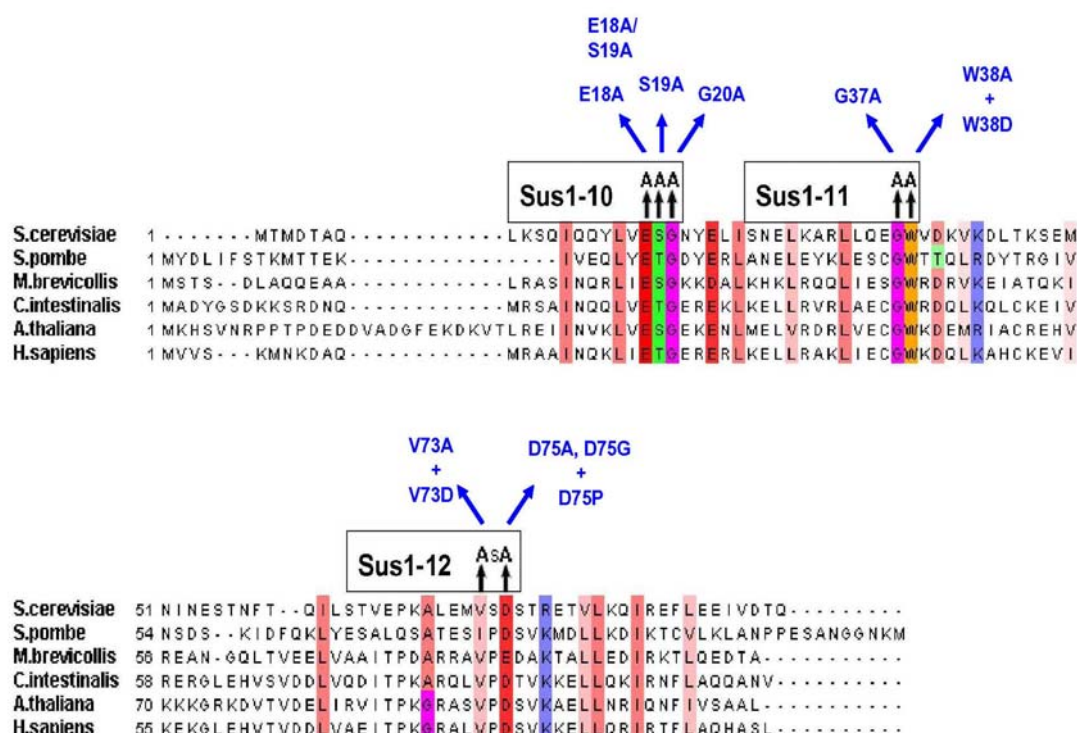 E18A/
S19A
E18A S19A G20A G37A W38A
+
W38D
Sus1-10 AAA Sus1-11 AA
S.cerevisiae 1 -------MTMDTAQ------------LKSQIQQYLVESGNYELISNELKARLLQEGWVDKVKDLTKSEM
S.pombe 1 MYDLIFSTKMTTEK----------------IVEQLYETGDYERLANELEYKLESCGWTTQLRDYTRGIV
M.brevicollis 1 MSTS--DLAQQEAA------------LRASINQRLIESGKKDALKHKLRQQLIESGWRDRVKEIATQKI
C.intestinalis 1 MADYGSDKKSRDNQ------------MRSAINQQLVETGEREKLKELLRVRLAECGWRDRLKQLCKEIV
A.thaliana 1 MKHSVNRPPTPDEDDVADGFEKDKVTLREIINVKLVESGEKENLMELVRDRLVECGWKDEMRIACREHV
H.sapiens 1 MVVS---KMNKDAQ------------MRAAINQKLIETGERERLKELLRAKLIECGWKDQLKAHCKEVI
V73A D75A, D75G
+ +
V73D D75P
Sus1-12 ASA
S.cerevisiae 51 NINESTNFT--QILSTVEPKALEMVSDSTRETVLKQIREFLEEIVDTQ---------
S.pombe 54 NSDS--KIDFQKLYESALQSATESIPDSVKMDLLKDIKTCVLKLANPPESANGGNKM
M.brevicollis 56 REAN-GQLTVEELVAAITPDARRAVPEDAKTALLEDIRKTLQEDTA-----------
C.intestinalis 58 RERGLEHVSVDDLVQDITPKARQLVPDTVKKELLQKIRNFLAQQANV----------
A.thaliana 70 KKKGRKDVTVDELIRVITPKGRASVPDSVKAELLNRIQNFIVSAAL-----------
H.sapiens 55 KEKGLEHVTVDDLVAEITPKGRALVPDSVKKELLQRIRTFLAQHASL----------